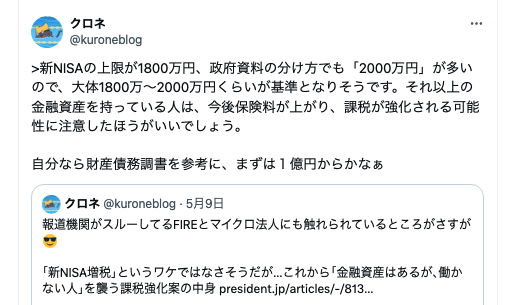 クロネ
@kuroneblog
>新NISAの上限が1800万円、政府資料の分け方でも「2000万円」が多い
ので、大体1800万〜2000万円くらいが基準となりそうです。それ以上の
金融資産を持っている人は、今後保険料が上がり、課税が強化される可能
性に注意したほうがいいでしょう。
自分なら財産債務調書を参考に、まずは１億円からかなぁ
クロネ @kuroneblog · 5月9日
報道機関がスルーしてるFIREとマイクロ法人にも触れられているところがさすが
😎
｢新NISA増税｣というワケではなさそうだが…これから｢金融資産はあるが､働か
ない人｣を襲う課税強化案の中身 president.jp/articles/-/813…